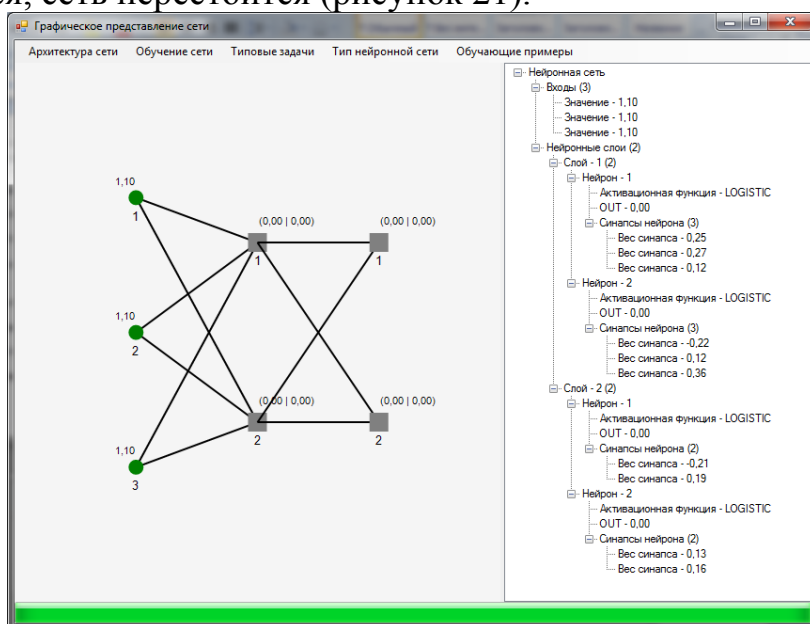 я, сеть перестоится (рисунок 21).
Графическое представление сети
Архитектура сети Обучение сети Типовые задачи Тип нейронной сети Обучающие примеры
1,10
1
1,10
2
1,10
3
(0,00 | 0,00)
1
(0,00 | 0,00)
1
(0,00 | 0,00)
2
(0,00 | 0,00)
2
Нейронная сеть
Входы (3)
Значение - 1,10
Значение - 1,10
Значение - 1,10
Нейронные слои (2)
Слой - 1 (2)
Нейрон - 1
Активационная функция - LOGISTIC
OUT - 0,00
Синапсы нейрона (3)
Вес синапса - 0,25
Вес синапса - 0,27
Вес синапса - 0,12
Нейрон - 2
Активационная функция - LOGISTIC
OUT - 0,00
Синапсы нейрона (3)
Вес синапса - -0,22
Вес синапса - 0,12
Вес синапса - 0,36
Слой - 2 (2)
Нейрон - 1
Активационная функция - LOGISTIC
OUT - 0,00
Синапсы нейрона (2)
Вес синапса - -0,21
Вес синапса - 0,19
Нейрон - 2
Активационная функция - LOGISTIC
OUT - 0,00
Синапсы нейрона (2)
Вес синапса - 0,13
Вес синапса - 0,16